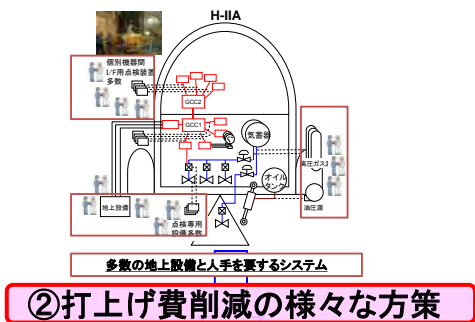 H-IIA
個別機器間
I/F用点検装置
多数
GCC2
GCC1
気蓄器
高圧ガス
オイル
タンク
油圧源
地上設備
点検専用
設備多数
多数の地上設備と人手を要するシステム
②打上げ費削減の様々な方策